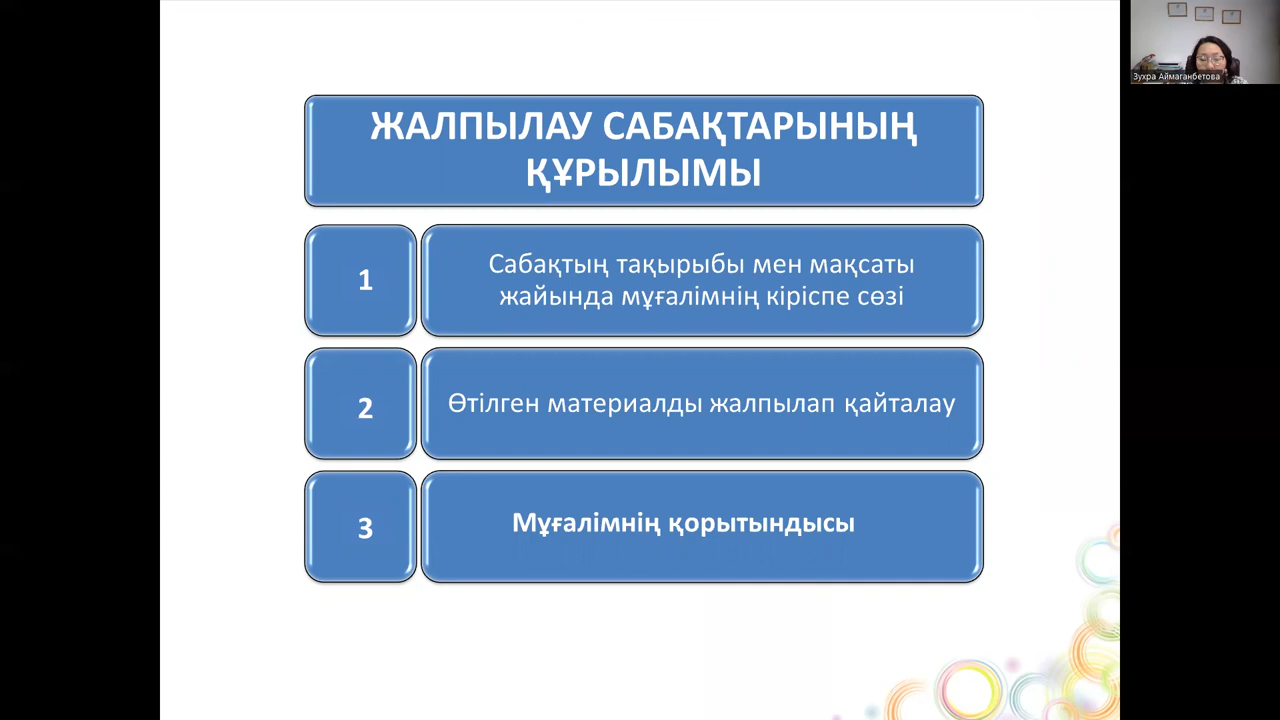 ЖАЛПЫЛАУ САБАҚТАРЫНЫҢ
ҚҰРЫЛЫМЫ
1
Сабақтың тақырыбы мен мақсаты
жайында мұғалімнің кіріспе сөзі
2
Өтілген материалды жалпылап қайталау
3
Мұғалімнің қорытындысы
Зухра Аймаганбетова